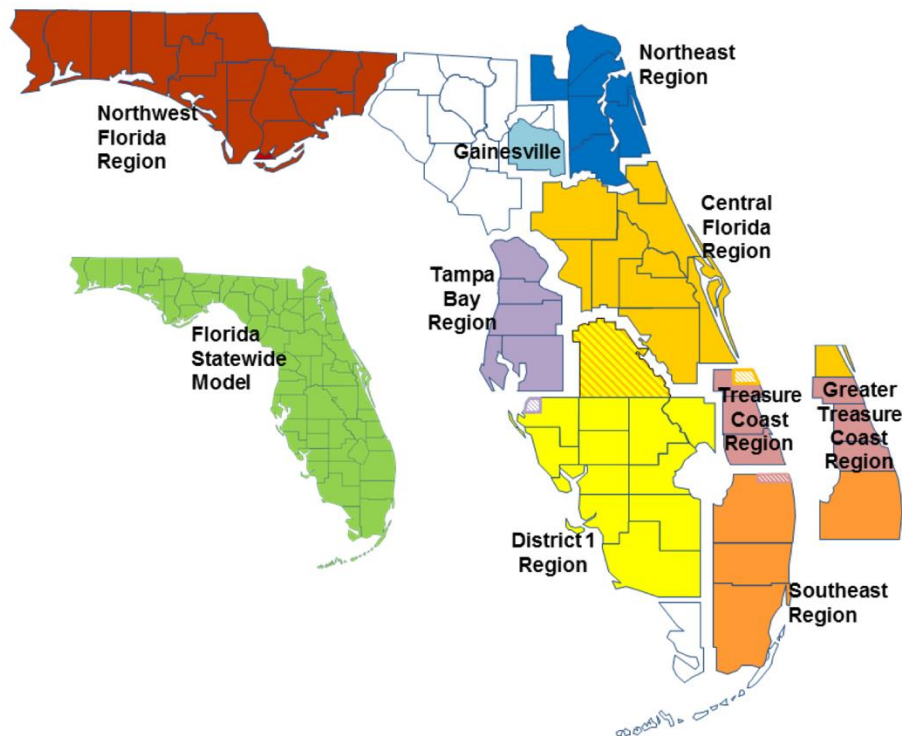 Northeast
Region
Northwest
Florida
Region
Gainesville
Central
Florida
Region
Tampa
Bay
Region
Florida
Statewide
Model
Treasure
Coast
Region
Greater
Treasure
Coast
Region
District 1
Region
Southeast
Region